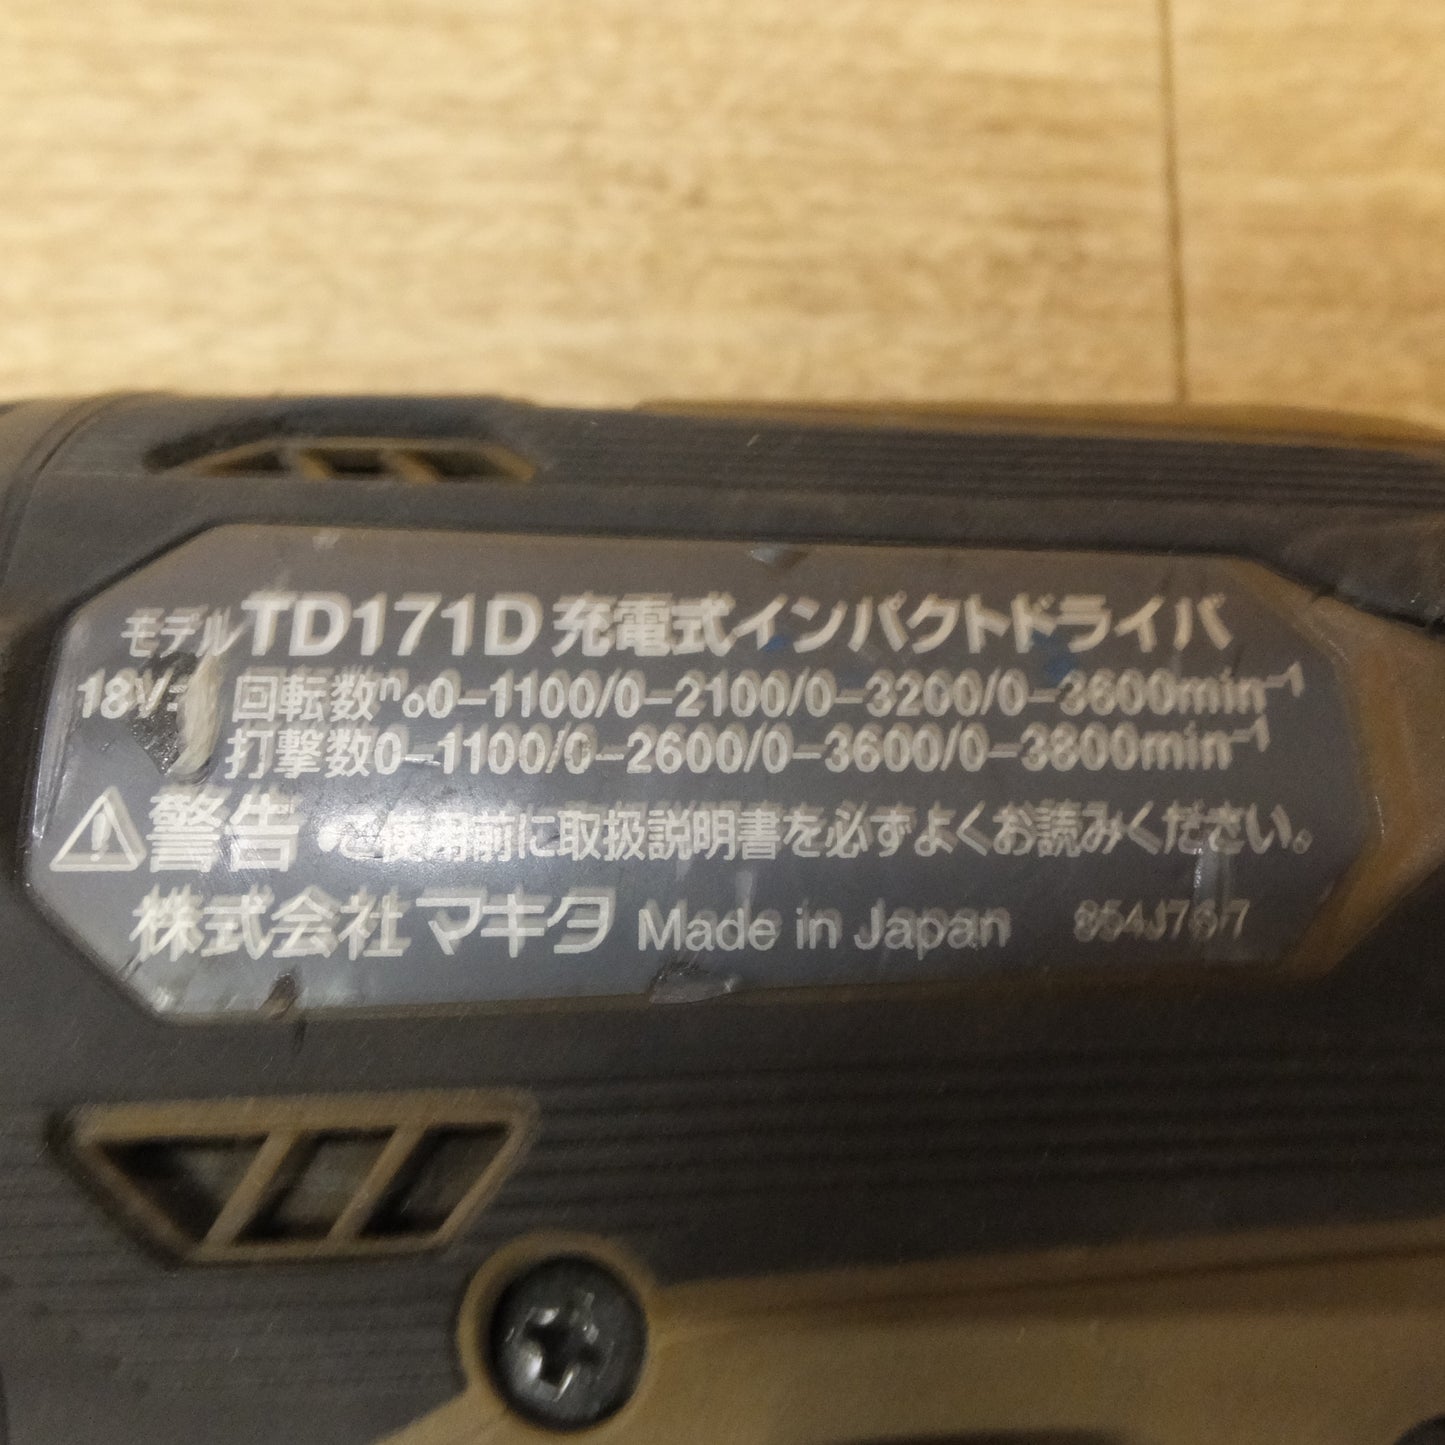 モデル TD171D 充電式インパクトドライバ
18V 回転数n₀0-1100/0-2100/0-3200/0-3600min⁻¹
打撃数0-1100/0-2600/0-3600/0-3800min⁻¹
⚠警告 •ご使用前に取扱説明書を必ずよくお読みください。
株式会社マキタ Made in Japan